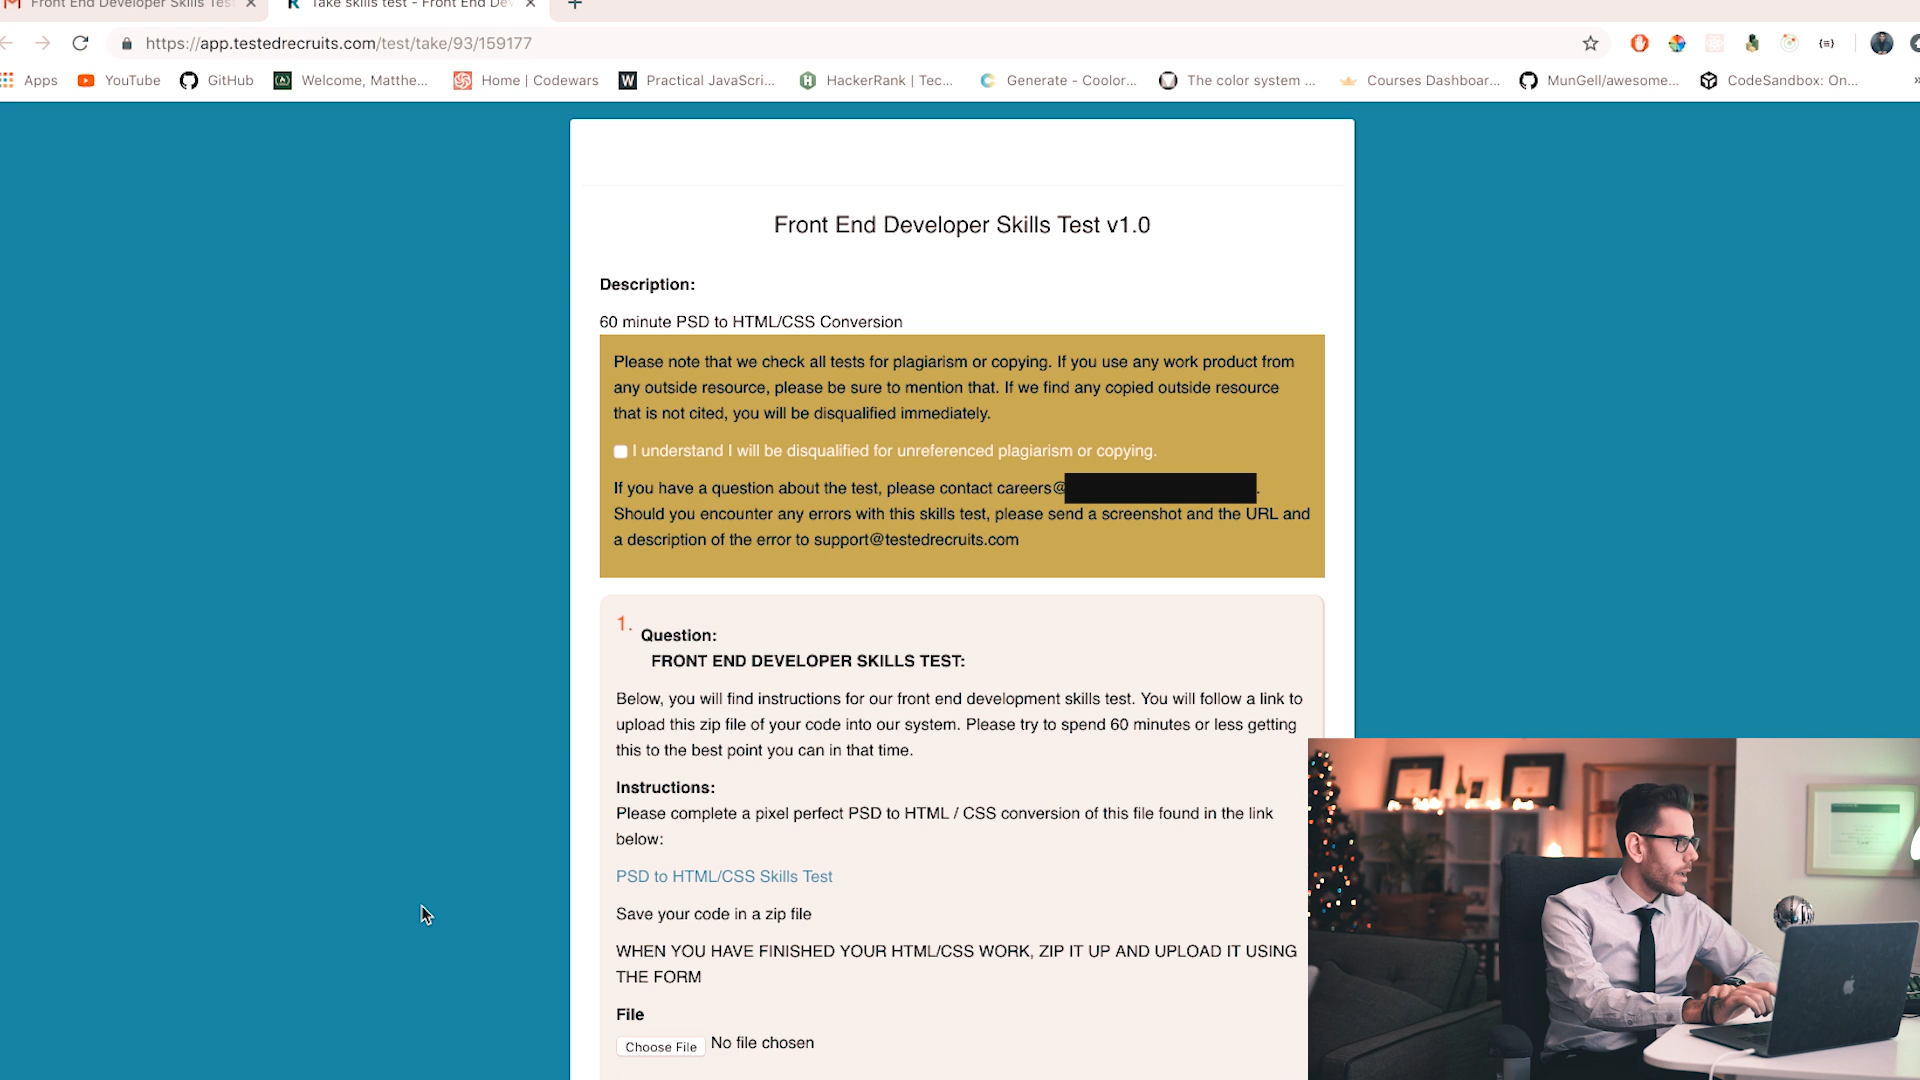 Front End Developer Skills Test
Take skills test - Front End Dev
https://app.testedrecruits.com/test/take/93/159177
Apps
YouTube
GitHub
Welcome, Matthe...
Home | Codewars
Practical JavaScri...
HackerRank | Tec...
Generate - Coolor...
The color system ...
Courses Dashboar...
MunGell/awesome...
CodeSandbox: On...
Front End Developer Skills Test v1.0
Description:
60 minute PSD to HTML/CSS Conversion
Please note that we check all tests for plagiarism or copying. If you use any work product from
any outside resource, please be sure to mention that. If we find any copied outside resource
that is not cited, you will be disqualified immediately.
I understand I will be disqualified for unreferenced plagiarism or copying.
If you have a question about the test, please contact careers@ .
Should you encounter any errors with this skills test, please send a screenshot and the URL and
a description of the error to support@testedrecruits.com
1.
Question:
FRONT END DEVELOPER SKILLS TEST:
Below, you will find instructions for our front end development skills test. You will follow a link to
upload this zip file of your code into our system. Please try to spend 60 minutes or less getting
this to the best point you can in that time.
Instructions:
Please complete a pixel perfect PSD to HTML / CSS conversion of this file found in the link
below:
PSD to HTML/CSS Skills Test
Save your code in a zip file
WHEN YOU HAVE FINISHED YOUR HTML/CSS WORK, ZIP IT UP AND UPLOAD IT USING
THE FORM
File
Choose File No file chosen